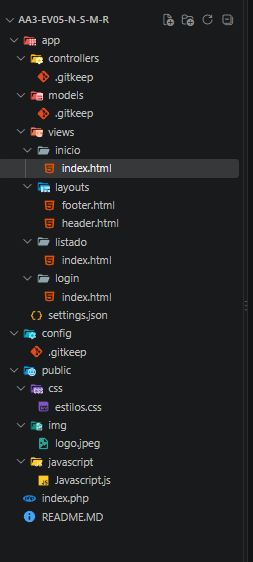 AA3-EV05-N-S-M-R
app
controllers
.gitkeep
models
.gitkeep
views
inicio
index.html
layouts
footer.html
header.html
listado
index.html
login
index.html
settings.json
config
.gitkeep
public
css
estilos.css
img
logo.jpeg
javascript
Javascript.js
index.php
README.MD